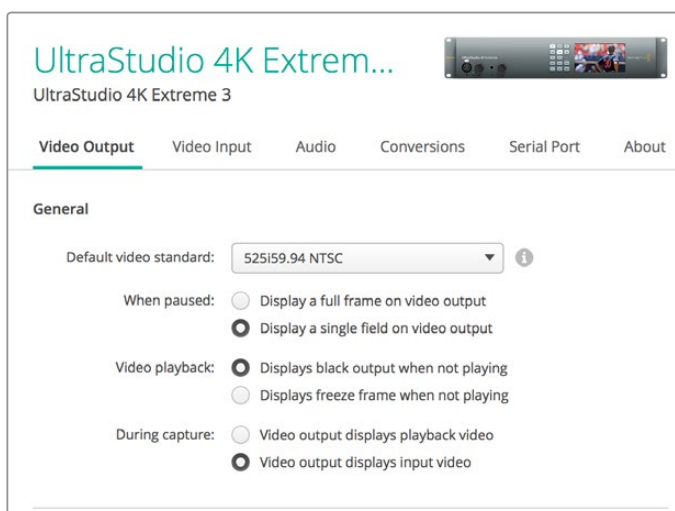 UltraStudio 4K Extrem...
UltraStudio 4K Extreme 3
Video Output Video Input Audio Conversions Serial Port About
General
Default video standard: 525i59.94 NTSC
When paused: Display a full frame on video output
Display a single field on video output
Video playback: Displays black output when not playing
Displays freeze frame when not playing
During capture: Video output displays playback video
Video output displays input video